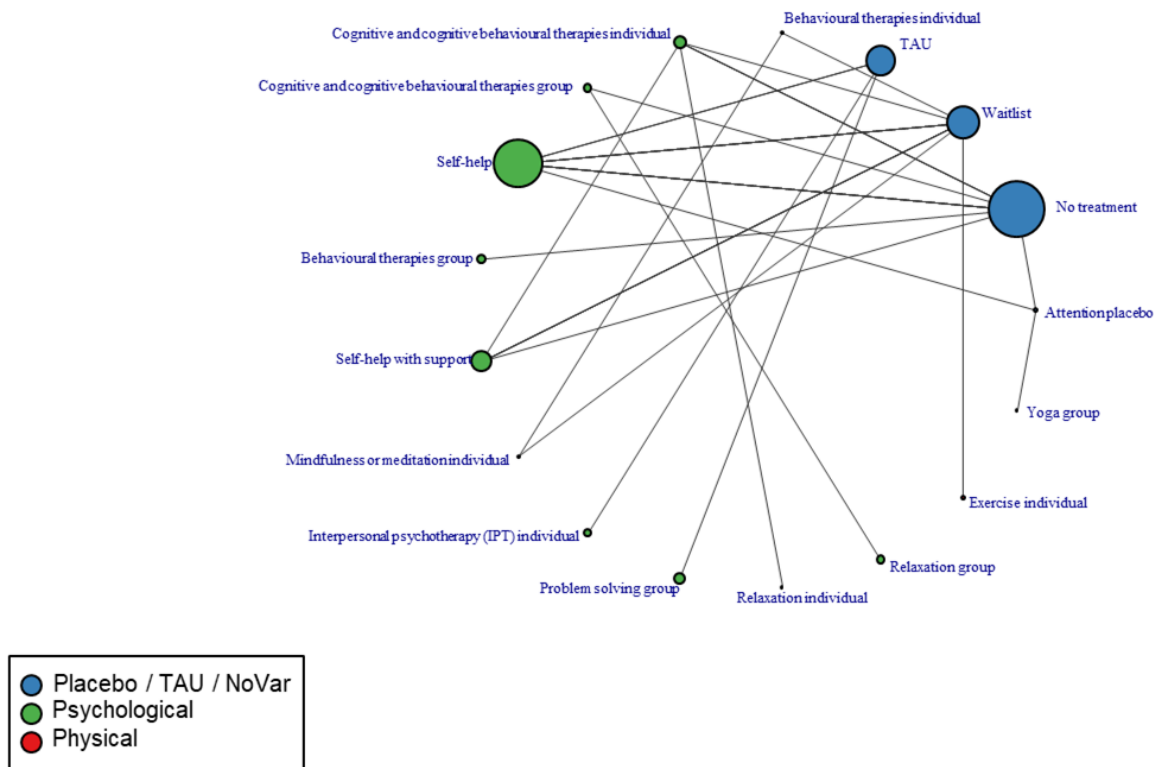 Behavioural therapies individual
Cognitive and cognitive behavioural therapies individual
TAU
Cognitive and cognitive behavioural therapies group
Waitlist
Self-help
No treatment
Behavioural therapies group
Attention placebo
Self-help with support
Yoga group
Mindfulness or meditation individual
Exercise individual
Interpersonal psychotherapy (IPT) individual
Relaxation group
Problem solving group
Relaxation individual
Placebo / TAU / NoVar
Psychological
Physical